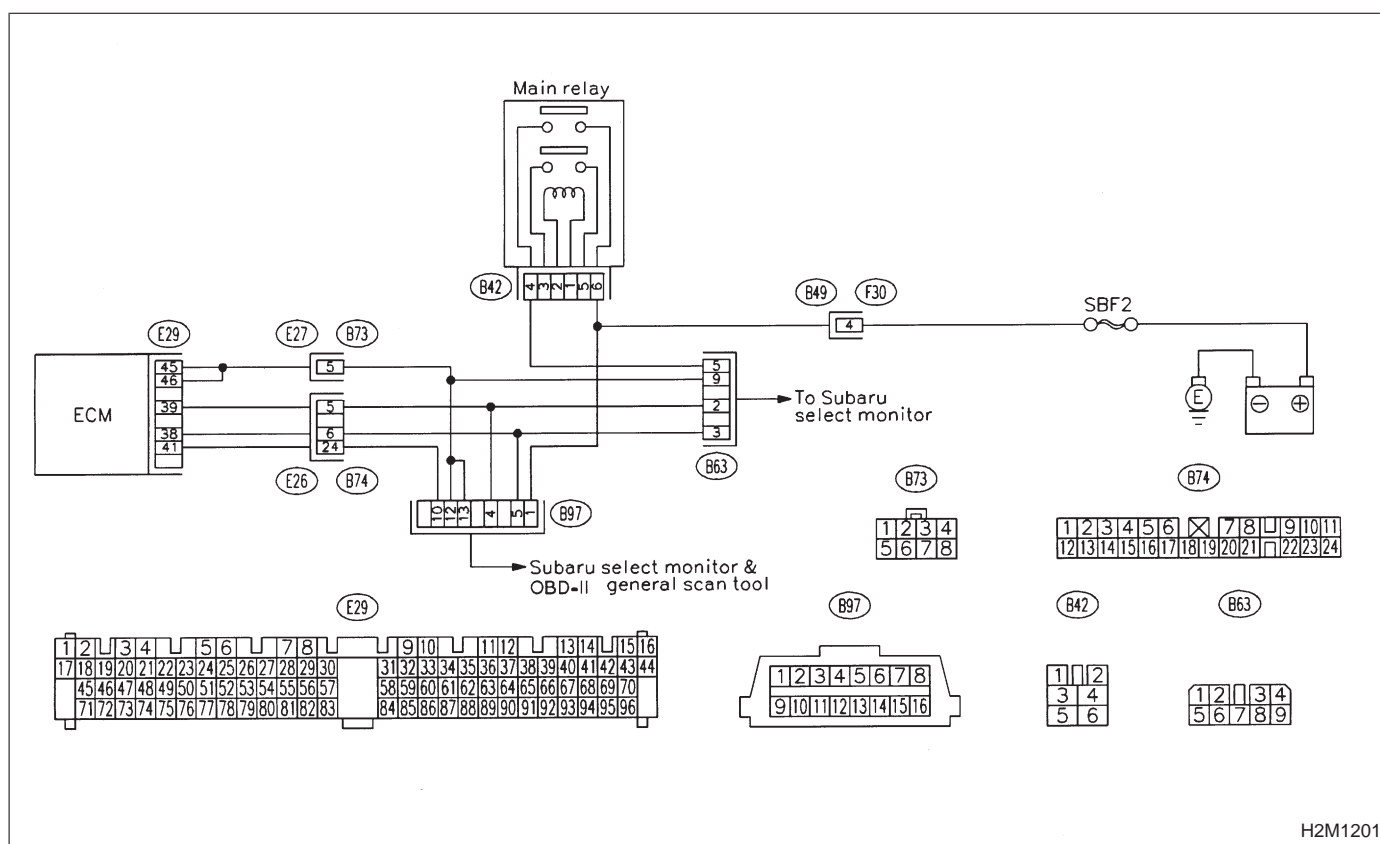 Main relay
B42
4 3 2 1 5 6
B49 F30
4
SBF2
E29
E27 B73
ECM
45
46
39
38
41
5
5
6
24
E26 B74
5
9
2
3
To Subaru
select monitor
B63
E
⊖ ⊕
10 12 13 4 5 1
B97
Subaru select monitor &
OBD-II general scan tool
B73
1 2 3 4
5 6 7 8
B74
1 2 3 4 5 6 7 8 9 10 11
12 13 14 15 16 17 18 19 20 21 22 23 24
E29
1 2 3 4 5 6 7 8 9 10 11 12 13 14 15 16
17 18 19 20 21 22 23 24 25 26 27 28 29 30 31 32 33 34 35 36 37 38 39 40 41 42 43 44
45 46 47 48 49 50 51 52 53 54 55 56 57 58 59 60 61 62 63 64 65 66 67 68 69 70
71 72 73 74 75 76 77 78 79 80 81 82 83 84 85 86 87 88 89 90 91 92 93 94 95 96
B97
1 2 3 4 5 6 7 8
9 10 11 12 13 14 15 16
B42
1 2
3 4
5 6
B63
1 2 3 4
5 6 7 8 9
H2M1201